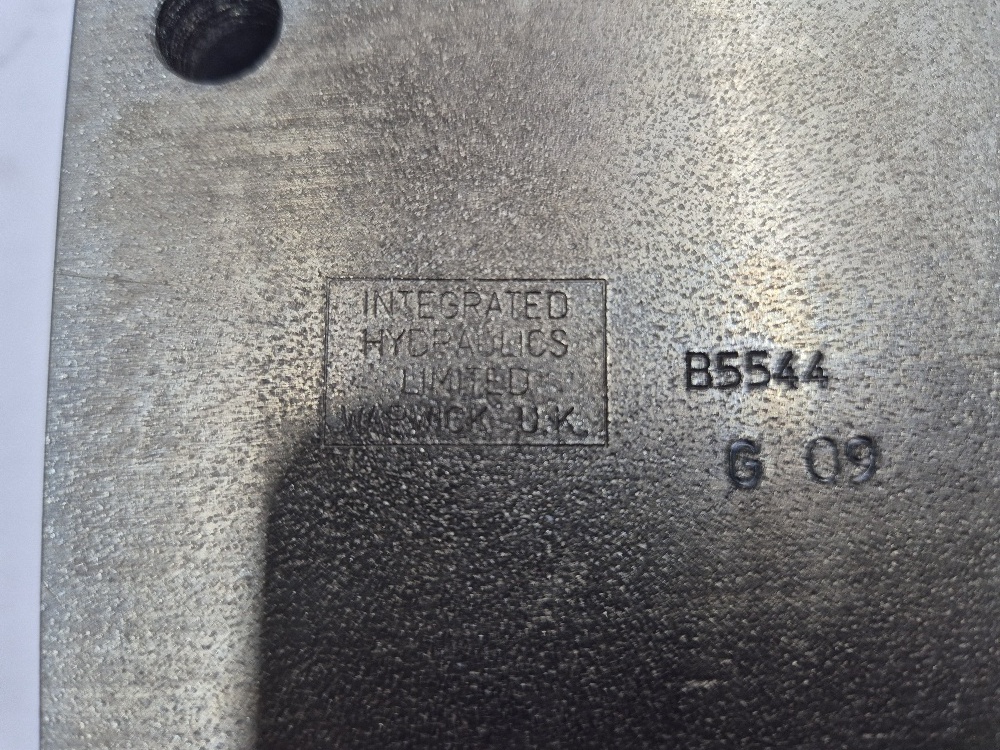 INTEGRATED
HYDRAULICS
LIMITED
WARWICK U.K.
B5544
G 09